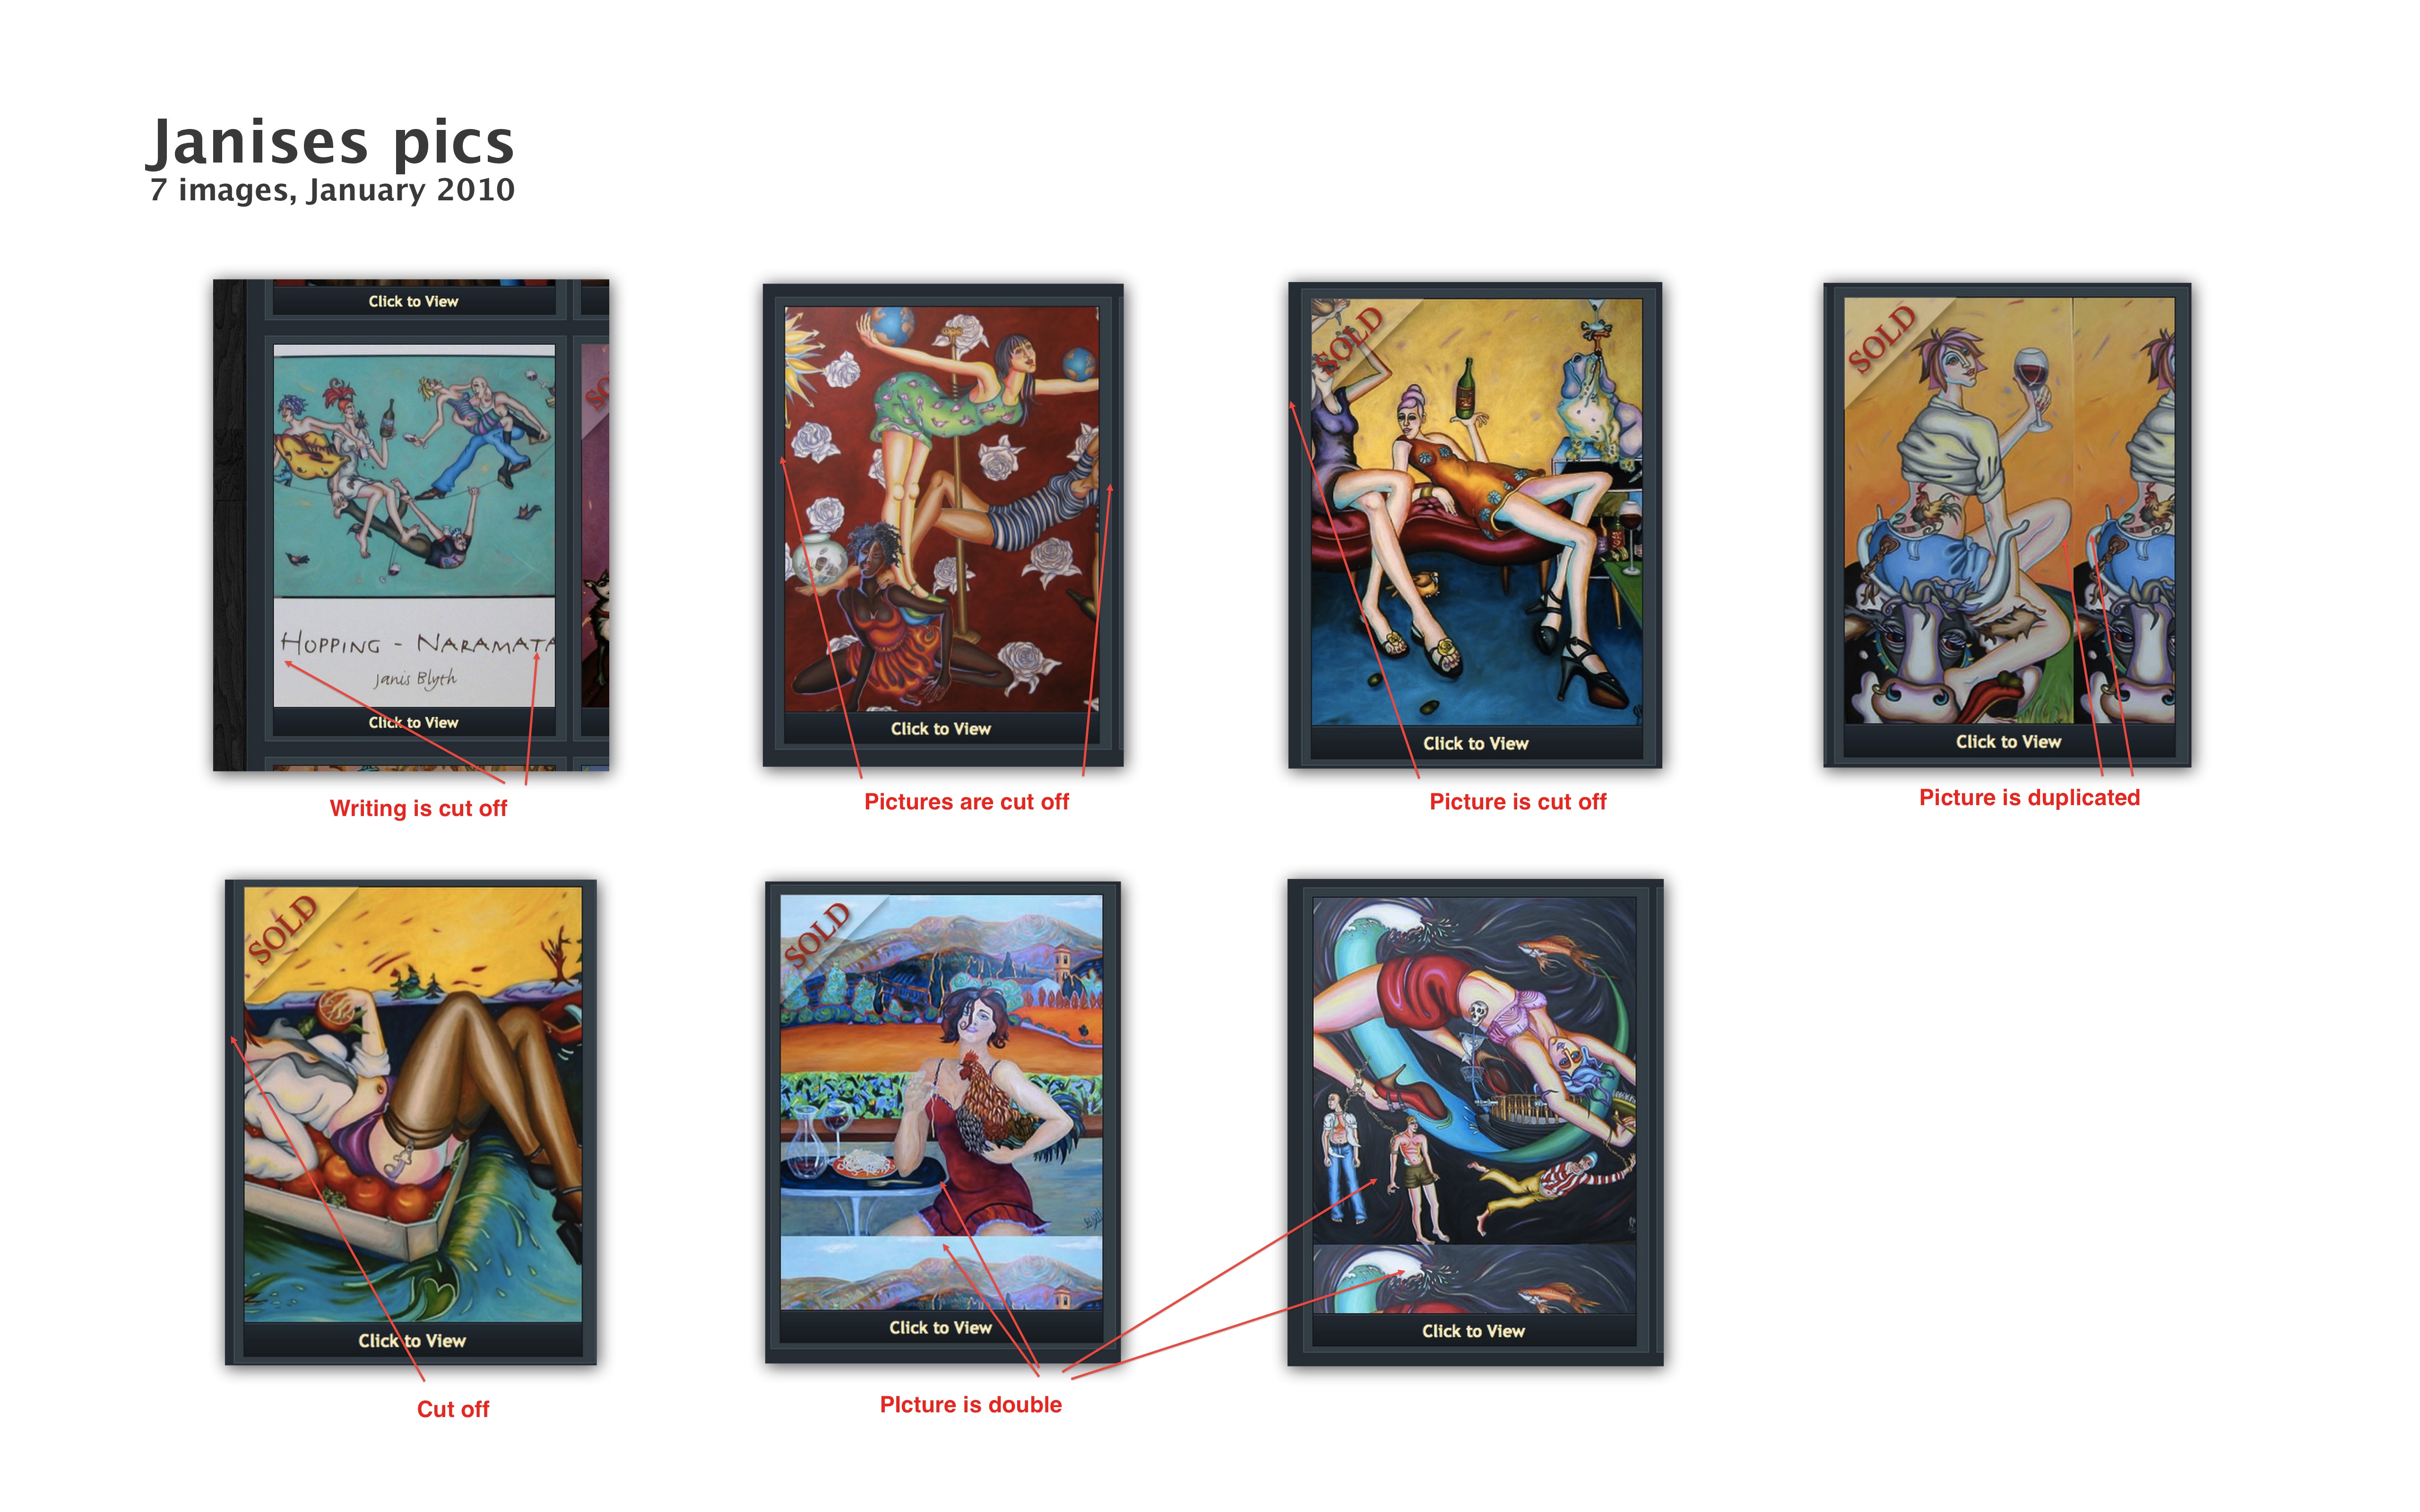 Janises pics
7 images, January 2010
Click to View
SO
HOPPING - NARAMATA
Janis Blyth
Click to View
Writing is cut off
Click to View
Pictures are cut off
SOLD
Click to View
Picture is cut off
SOLD
Click to View
Picture is duplicated
SOLD
Click to View
Cut off
SOLD
Click to View
PIcture is double
Click to View